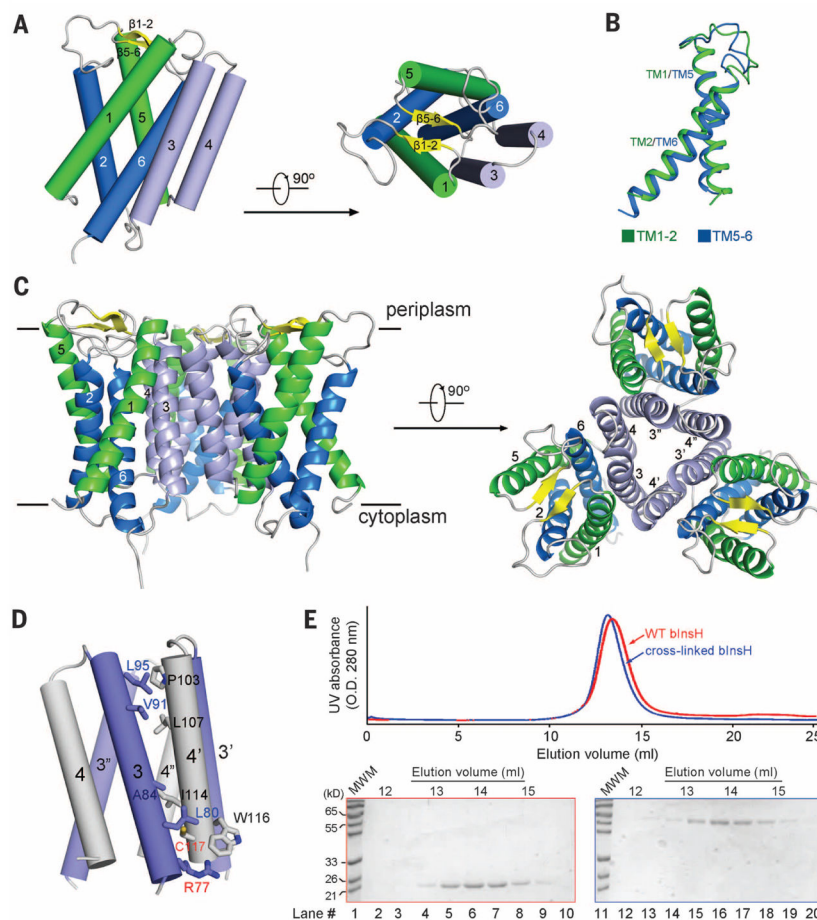 A
β1-2
β5-6
1
5
2
6
3
4
90º
5
2
6
β5-6
4
β1-2
1
3
B
TM1/TM5
TM2/TM6
TM1-2
TM5-6
C
periplasm
5
2
4
1
3
6
cytoplasm
90º
6
5
4
3"
4"
3'
3
4'
2
1
D
L95
P103
V91
L107
4'
3'
3"
3
4"
4
A84
I114
L80
W116
C117
R77
E
UV absorbance
(O.D. 280 nm)
WT bInsH
cross-linked bInsH
0 5 10 15 20 25
Elution volume (ml)
MWM
Elution volume (ml)
(kD)
12 13 14 15
65
55
33
26
21
Lane # 1 2 3 4 5 6 7 8 9 10
MWM
Elution volume (ml)
12 13 14 15
11 12 13 14 15 16 17 18 19 20